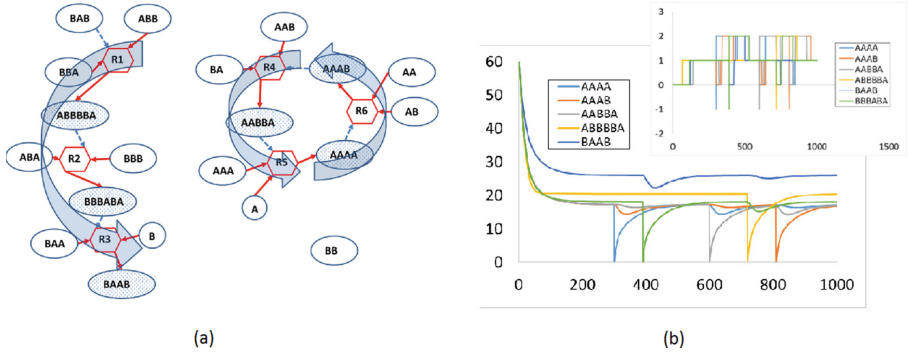 BAB
ABB
R1
BBA
ABBBBA
ABA
R2
BBB
BBBABA
BAA
R3
B
BAAB
AAB
BA
R4
AAAB
AA
R6
AB
AABBA
AAA
R5
AAAA
A
BB
(a)
60
50
40
30
20
10
0
0
200
400
600
800
1000
AAAA
AAAB
AABBA
ABBBBA
BAAB
3
2
1
0
1
2
0
500
1000
1500
AAAA
AAAB
AABBA
ABBBBA
BAAB
BBBABA
(b)